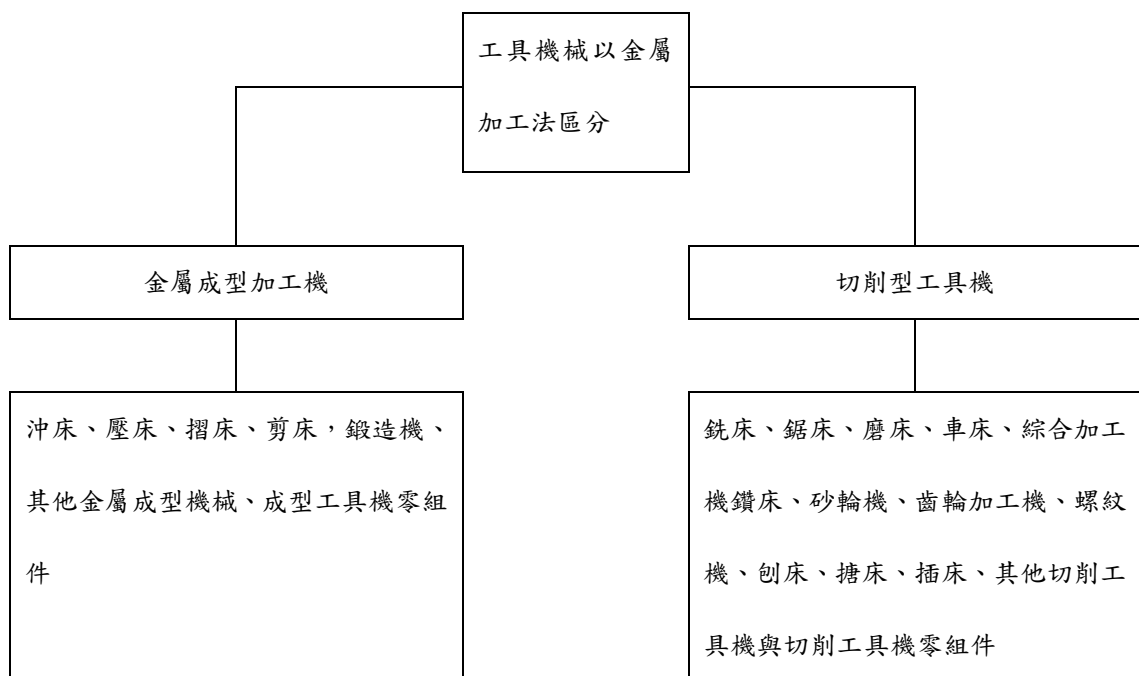 工具機械以金屬
加工法區分
金屬成型加工機
切削型工具機
沖床、壓床、摺床、剪床，鍛造機、
其他金屬成型機械、成型工具機零組
件
銑床、鋸床、磨床、車床、綜合加工
機鑽床、砂輪機、齒輪加工機、螺紋
機、刨床、搪床、插床、其他切削工
具機與切削工具機零組件